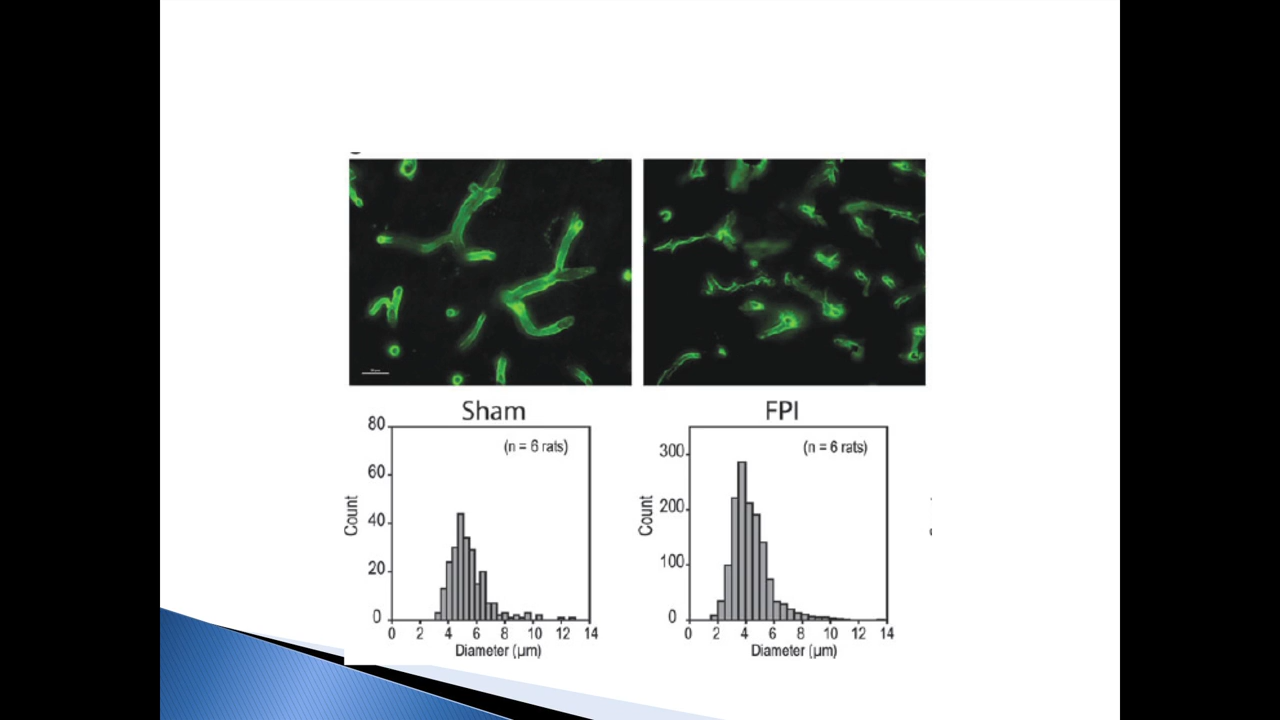 Sham
FPI
80
60
40
20
0
Count
(n = 6 rats)
0 2 4 6 8 10 12 14
Diameter (µm)
300
200
100
0
Count
(n = 6 rats)
0 2 4 6 8 10 12 14
Diameter (µm)